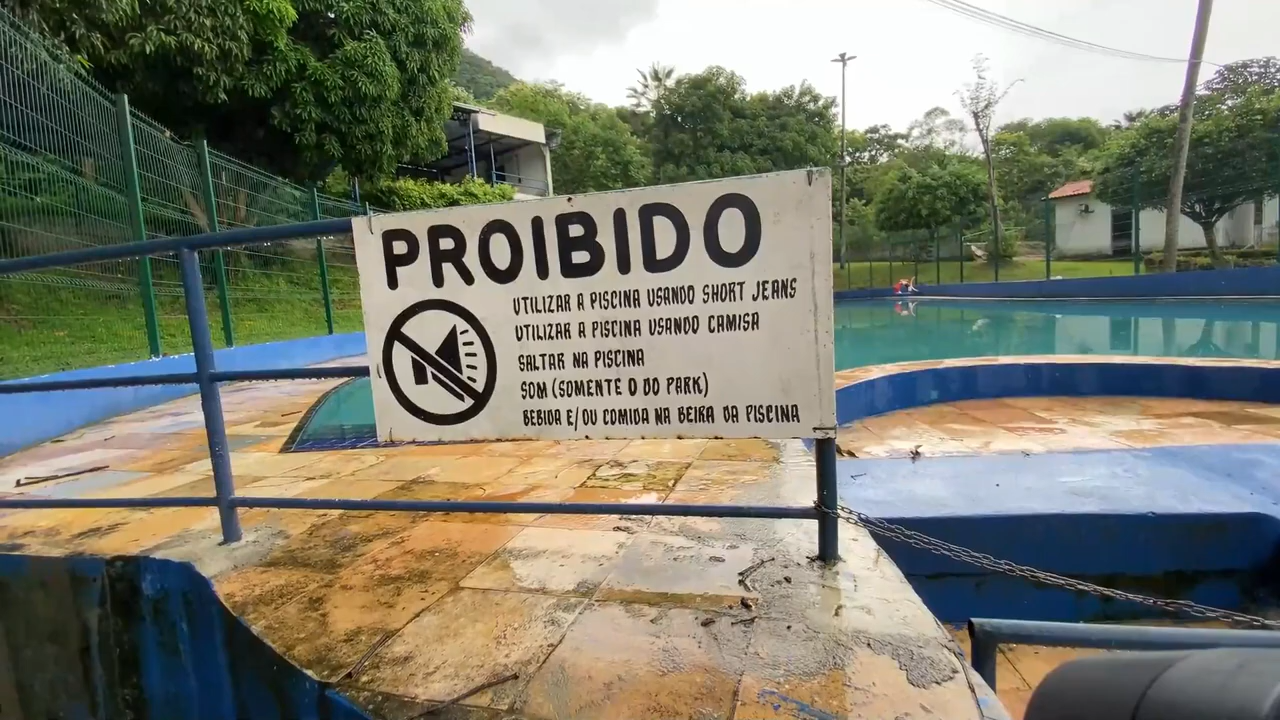 PROIBIDO
UTILIZAR A PISCINA USANDO SHORT JEANS
UTILIZAR A PISCINA USANDO CAMISA
SALTAR NA PISCINA
SOM (SOMENTE O DO PARK)
BEBIDA E/OU COMIDA NA BEIRA DA PISCINA